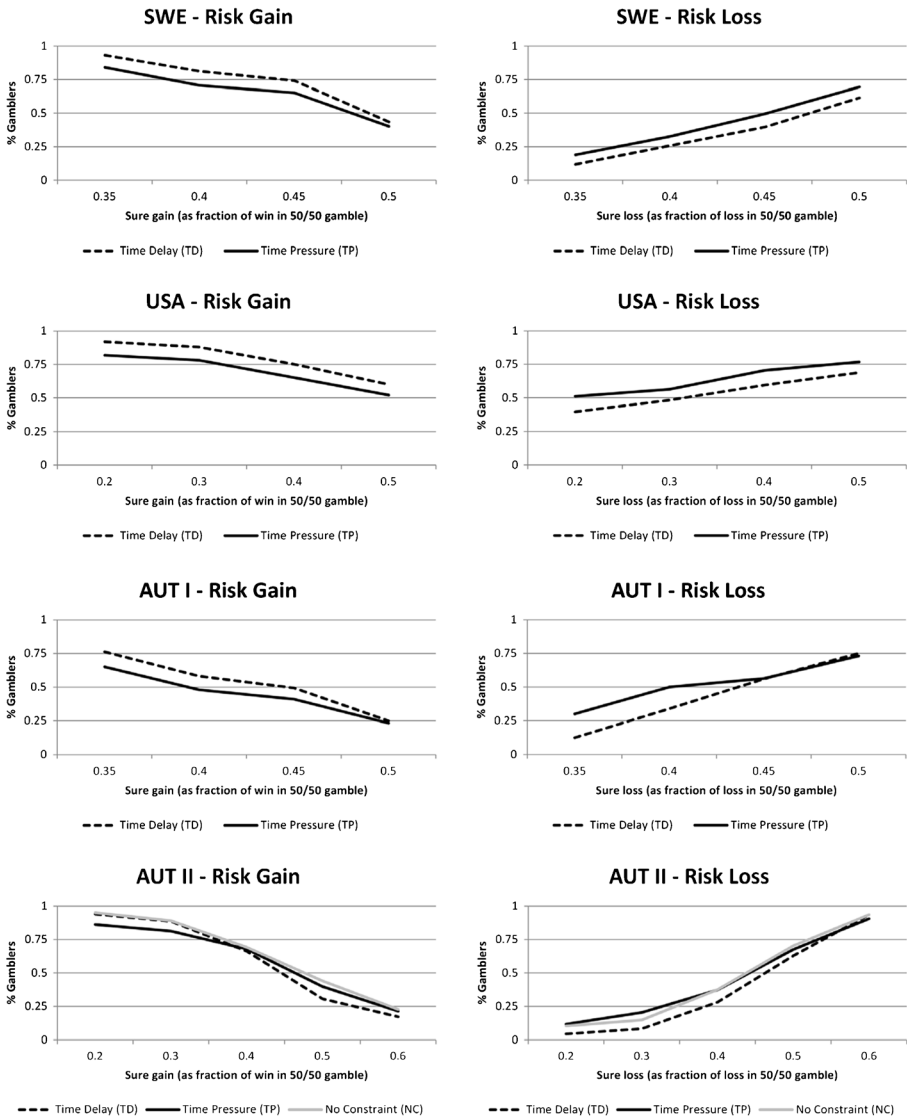 SWE - Risk Gain
% Gamblers
1
0.75
0.5
0.25
0
0.35 0.4 0.45 0.5
Sure gain (as fraction of win in 50/50 gamble)
Time Delay (TD) Time Pressure (TP)
SWE - Risk Loss
% Gamblers
1
0.75
0.5
0.25
0
0.35 0.4 0.45 0.5
Sure loss (as fraction of loss in 50/50 gamble)
Time Delay (TD) Time Pressure (TP)
USA - Risk Gain
% Gamblers
1
0.75
0.5
0.25
0
0.2 0.3 0.4 0.5
Sure gain (as fraction of win in 50/50 gamble)
Time Delay (TD) Time Pressure (TP)
USA - Risk Loss
% Gamblers
1
0.75
0.5
0.25
0
0.2 0.3 0.4 0.5
Sure loss (as fraction of loss in 50/50 gamble)
Time Delay (TD) Time Pressure (TP)
AUT I - Risk Gain
% Gamblers
1
0.75
0.5
0.25
0
0.35 0.4 0.45 0.5
Sure gain (as fraction of win in 50/50 gamble)
Time Delay (TD) Time Pressure (TP)
AUT I - Risk Loss
% Gamblers
1
0.75
0.5
0.25
0
0.35 0.4 0.45 0.5
Sure loss (as fraction of loss in 50/50 gamble)
Time Delay (TD) Time Pressure (TP)
AUT II - Risk Gain
% Gamblers
1
0.75
0.5
0.25
0
0.2 0.3 0.4 0.5 0.6
Sure gain (as fraction of win in 50/50 gamble)
Time Delay (TD) Time Pressure (TP) No Constraint (NC)
AUT II - Risk Loss
% Gamblers
1
0.75
0.5
0.25
0
0.2 0.3 0.4 0.5 0.6
Sure loss (as fraction of loss in 50/50 gamble)
Time Delay (TD) Time Pressure (TP) No Constraint (NC)